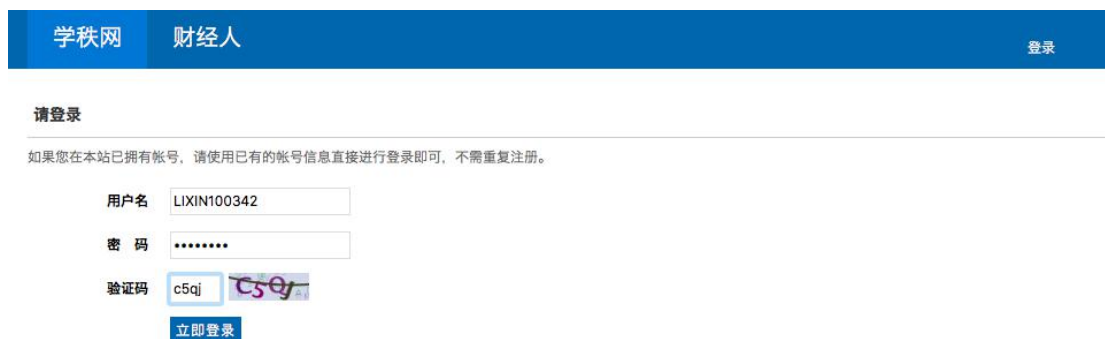 学秩网 财经人 登录
请登录
如果您在本站已拥有帐号，请使用已有的帐号信息直接进行登录即可，不需重复注册。
用户名 LIXIN100342
密 码 ••••••••
验证码 c5qj C5QJ
立即登录